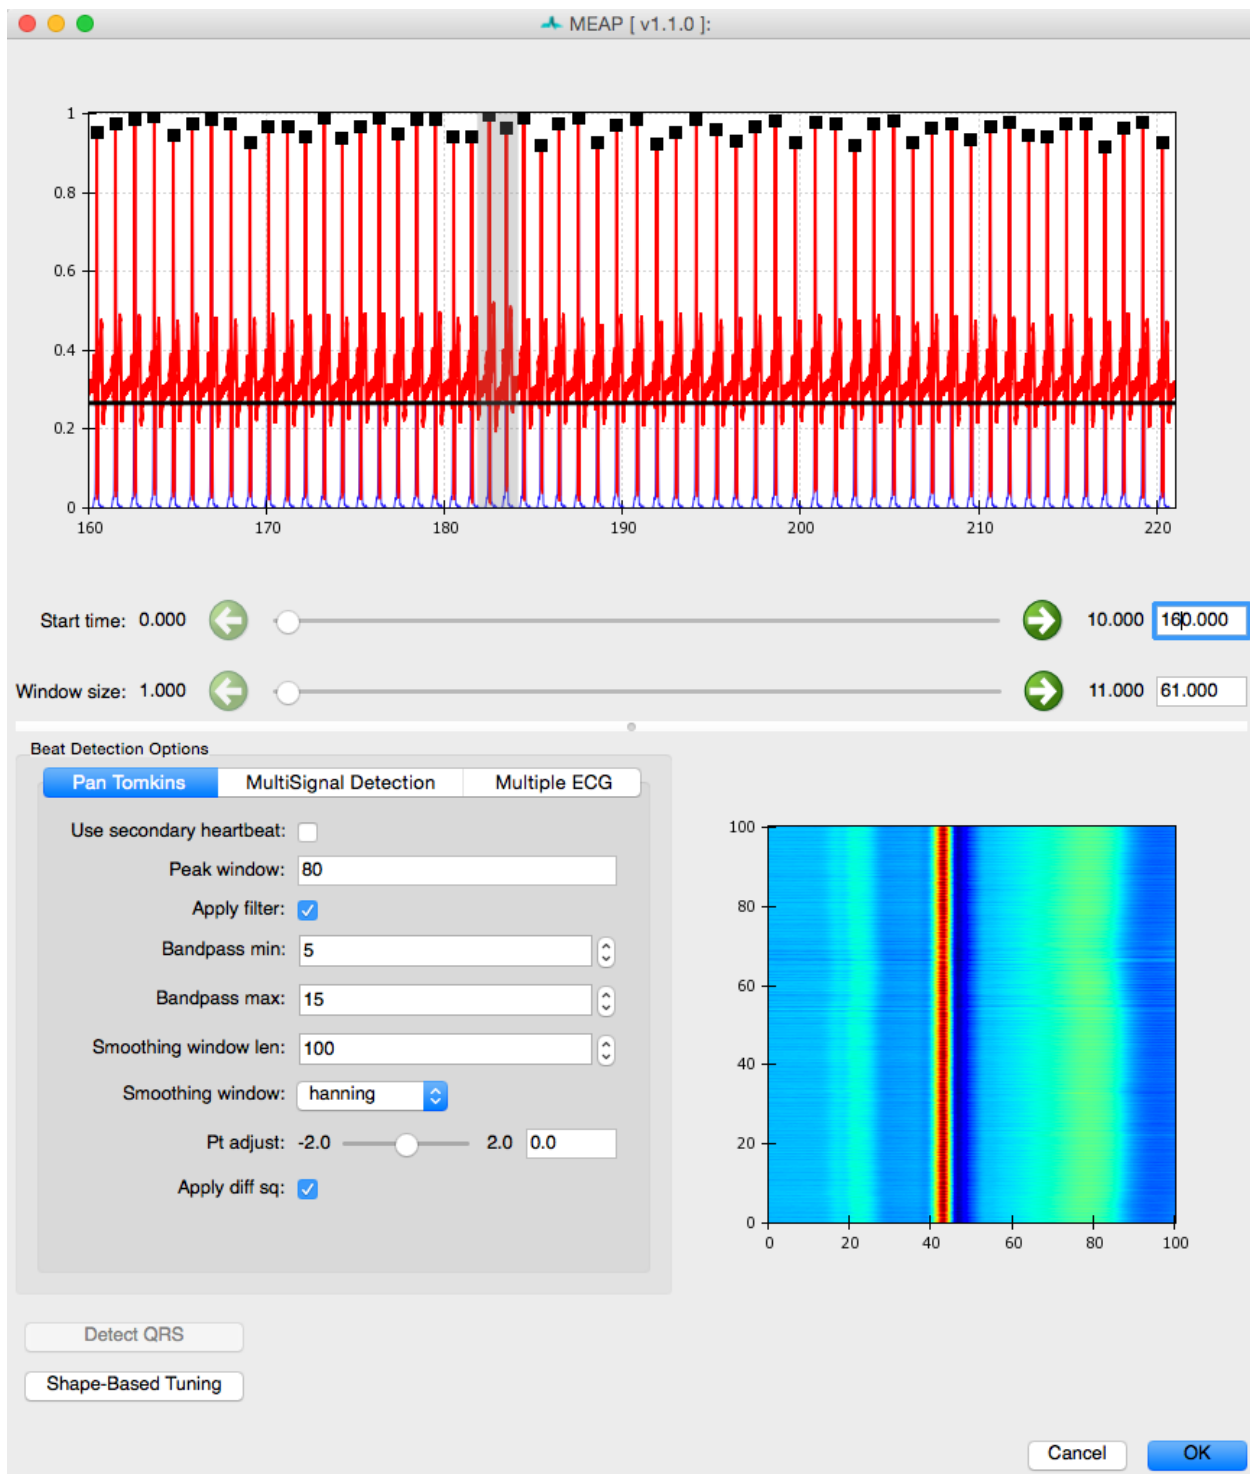 MEAP [ v1.1.0 ]:
1
0.8
0.6
0.4
0.2
0
160 170 180 190 200 210 220
Start time: 0.000 10.000 160.000
Window size: 1.000 11.000 61.000
Beat Detection Options
Pan Tomkins MultiSignal Detection Multiple ECG
Use secondary heartbeat:
Peak window: 80
Apply filter:
Bandpass min: 5
Bandpass max: 15
Smoothing window len: 100
Smoothing window: hanning
Pt adjust: -2.0 2.0 0.0
Apply diff sq:
100
80
60
40
20
0
0 20 40 60 80 100
Detect QRS
Shape-Based Tuning
Cancel OK